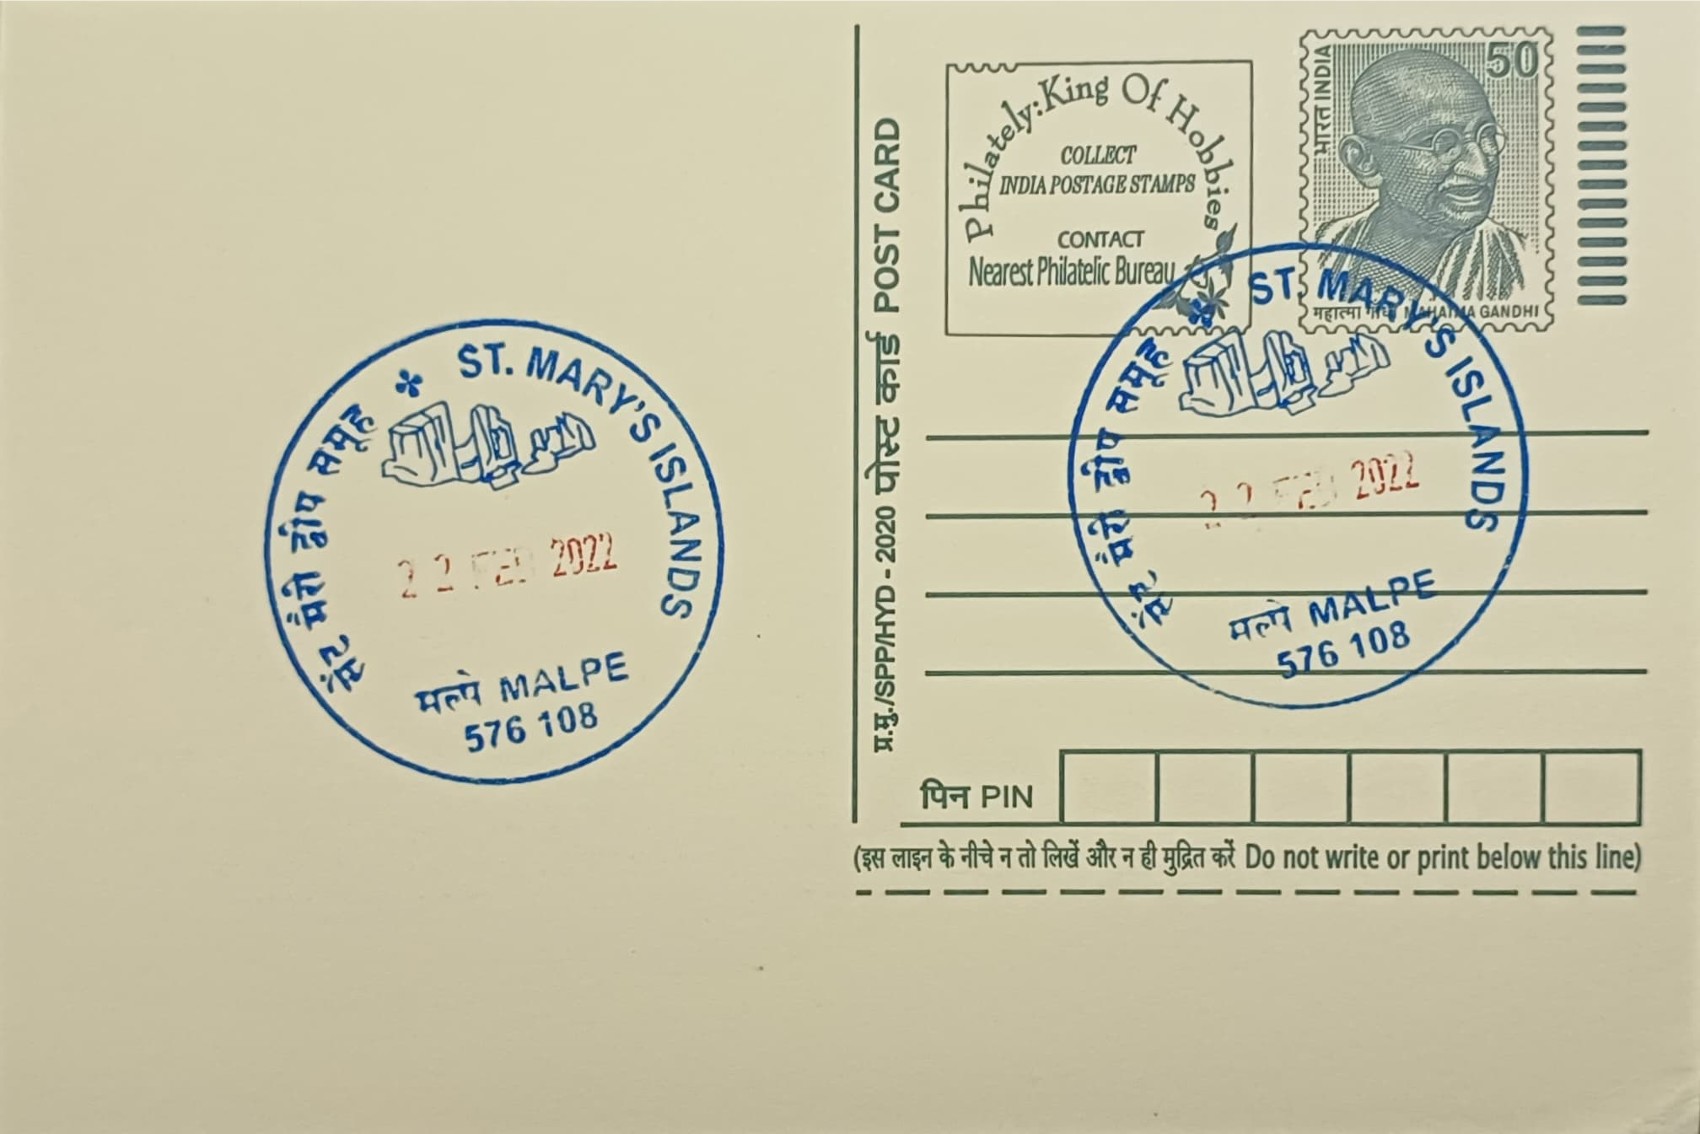 ST. MARY'S ISLANDS
सेंट मैरी द्वीप समूह
22 FEB 2022
मल्पे MALPE
576 108
प्र.मु./SPP/HYD - 2020 पोस्ट कार्ड POST CARD
Philately: King Of Hobbies
COLLECT
INDIA POSTAGE STAMPS
CONTACT
Nearest Philatelic Bureau
भारत INDIA
50
महात्मा गांधी MAHATMA GANDHI
ST. MARY'S ISLANDS
सेंट मैरी द्वीप समूह
22 FEB 2022
मल्पे MALPE
576 108
पिन PIN
(इस लाइन के नीचे न तो लिखें और न ही मुद्रित करें Do not write or print below this line)